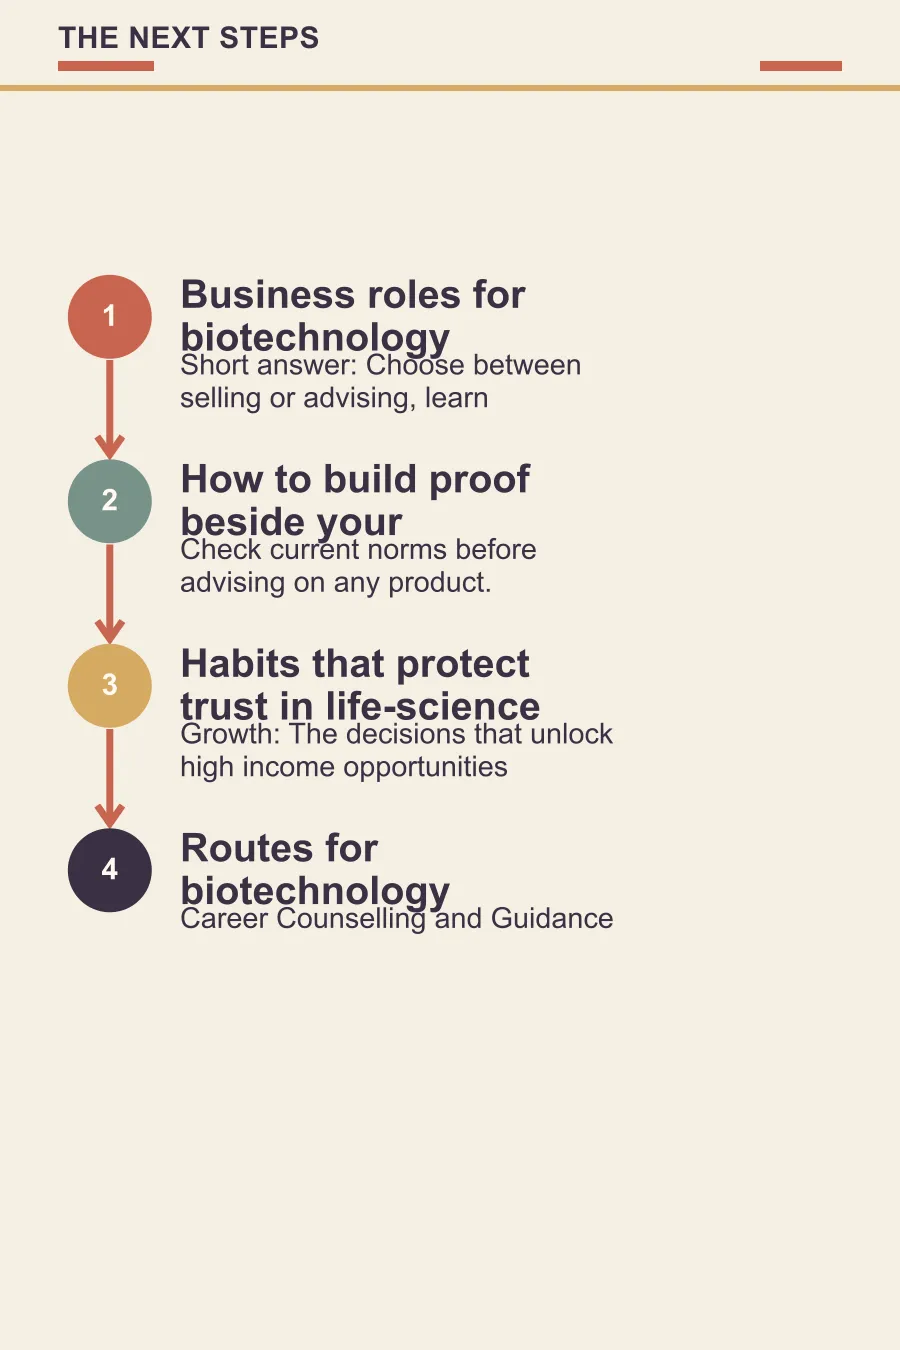 THE NEXT STEPS
1
Business roles for
biotechnology
Short answer: Choose between
selling or advising, learn
2
How to build proof
beside your
Check current norms before
advising on any product.
3
Habits that protect
trust in life-science
Growth: The decisions that unlock
high income opportunities
4
Routes for
biotechnology
Career Counselling and Guidance